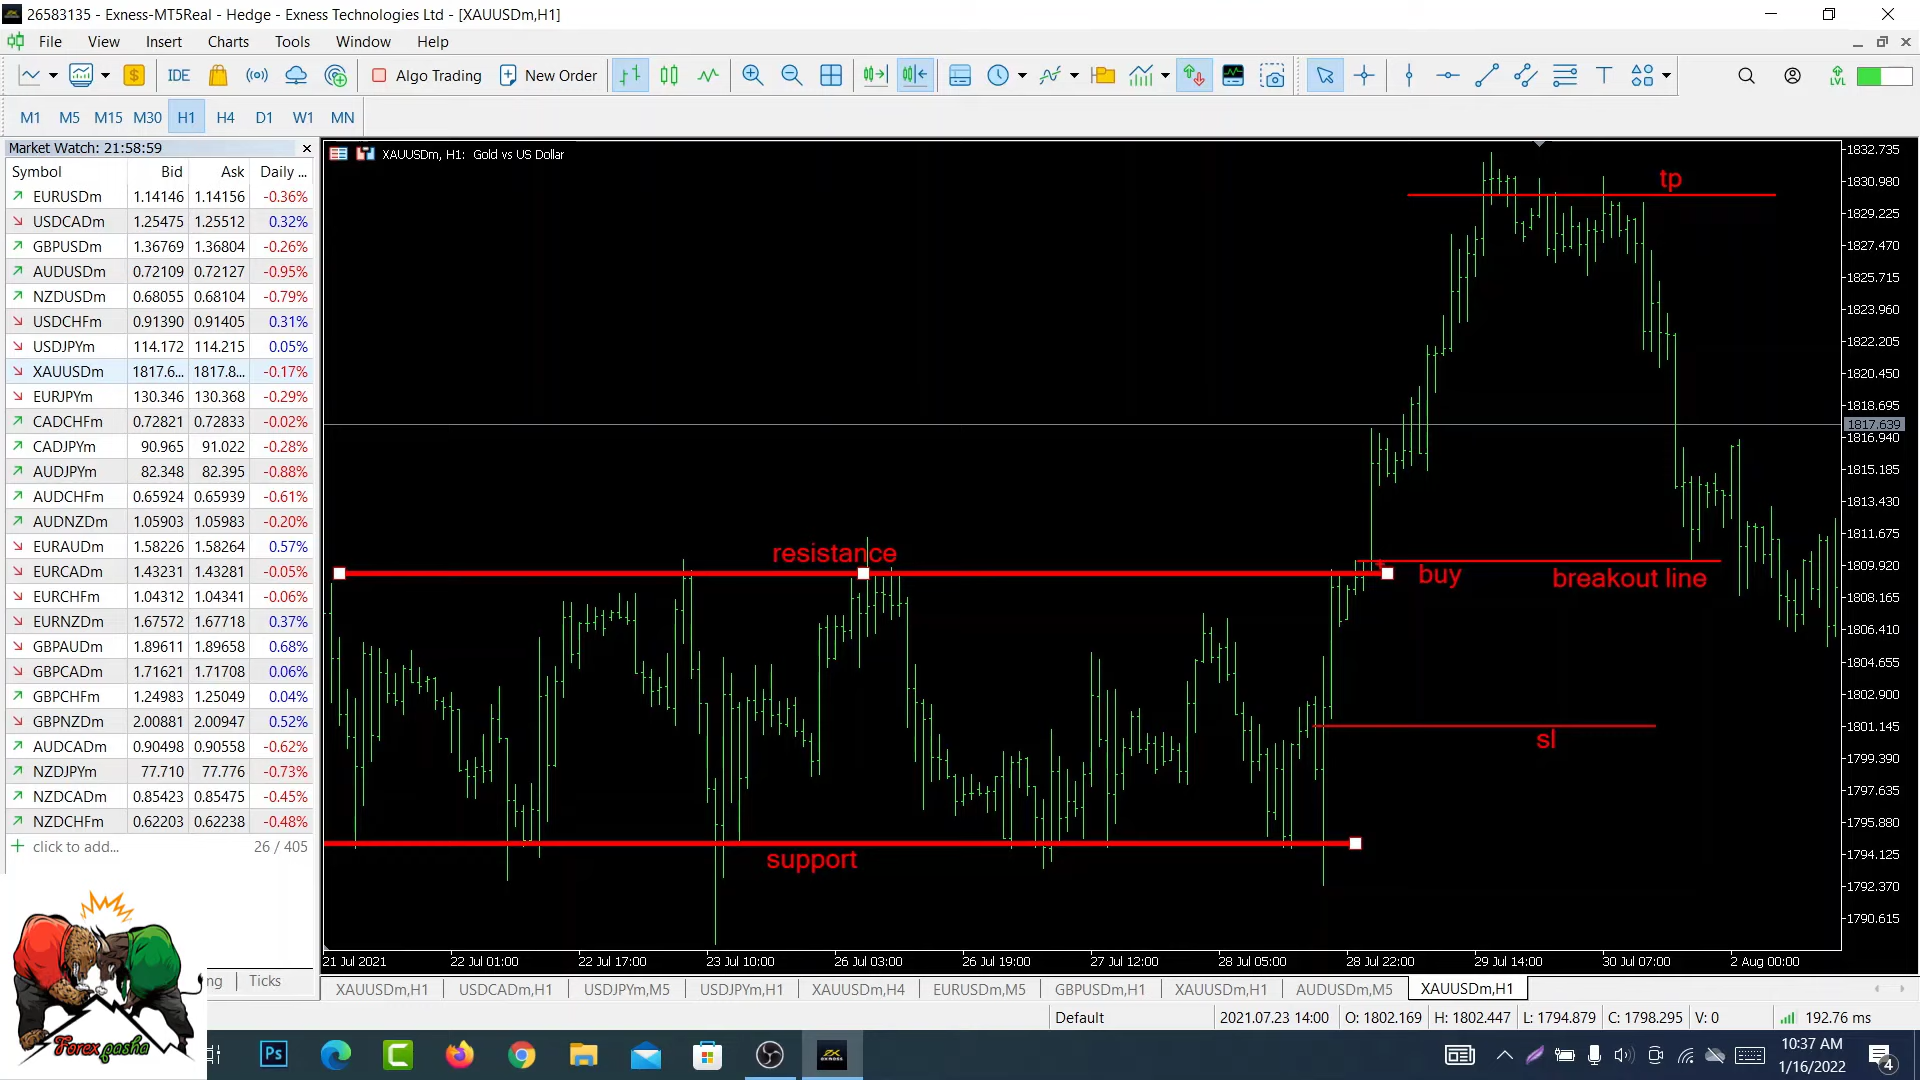 26583135 - Exness-MT5Real - Hedge - Exness Technologies Ltd - [XAUUSDm,H1]
File View Insert Charts Tools Window Help
IDE Algo Trading New Order LVL
M1 M5 M15 M30 H1 H4 D1 W1 MN
Market Watch: 21:58:59
Symbol Bid Ask Daily ...
EURUSDm 1.14146 1.14156 -0.36%
USDCADm 1.25475 1.25512 0.32%
GBPUSDm 1.36769 1.36804 -0.26%
AUDUSDm 0.72109 0.72127 -0.95%
NZDUSDm 0.68055 0.68104 -0.79%
USDCHFm 0.91390 0.91405 0.31%
USDJPYm 114.172 114.215 0.05%
XAUUSDm 1817.6... 1817.8... -0.17%
EURJPYm 130.346 130.368 -0.29%
CADCHFm 0.72821 0.72833 -0.02%
CADJPYm 90.965 91.022 -0.28%
AUDJPYm 82.348 82.395 -0.88%
AUDCHFm 0.65924 0.65939 -0.61%
AUDNZDm 1.05903 1.05983 -0.20%
EURAUDm 1.58226 1.58264 0.57%
EURCADm 1.43231 1.43281 -0.05%
EURCHFm 1.04312 1.04341 -0.06%
EURNZDm 1.67572 1.67718 0.37%
GBPAUDm 1.89611 1.89658 0.68%
GBPCADm 1.71621 1.71708 0.06%
GBPCHFm 1.24983 1.25049 0.04%
GBPNZDm 2.00881 2.00947 0.52%
AUDCADm 0.90498 0.90558 -0.62%
NZDJPYm 77.710 77.776 -0.73%
NZDCADm 0.85423 0.85475 -0.45%
NZDCHFm 0.62203 0.62238 -0.48%
click to add... 26 / 405
ng Ticks
Forex pasha
XAUUSDm, H1: Gold vs US Dollar
tp
resistance
buy
breakout line
sl
support
1832.735
1830.980
1829.225
1827.470
1825.715
1823.960
1822.205
1820.450
1818.695
1817.639
1816.940
1815.185
1813.430
1811.675
1809.920
1808.165
1806.410
1804.655
1802.900
1801.145
1799.390
1797.635
1795.880
1794.125
1792.370
1790.615
21 Jul 2021 22 Jul 01:00 22 Jul 17:00 23 Jul 10:00 26 Jul 03:00 26 Jul 19:00 27 Jul 12:00 28 Jul 05:00 28 Jul 22:00 29 Jul 14:00 30 Jul 07:00 2 Aug 00:00
XAUUSDm,H1 USDCADm,H1 USDJPYm,M5 USDJPYm,H1 XAUUSDm,H4 EURUSDm,M5 GBPUSDm,H1 XAUUSDm,H1 AUDUSDm,M5 XAUUSDm,H1
Default 2021.07.23 14:00 O: 1802.169 H: 1802.447 L: 1794.879 C: 1798.295 V: 0 192.76 ms
Ps
EXNESS
10:37 AM
1/16/2022
4